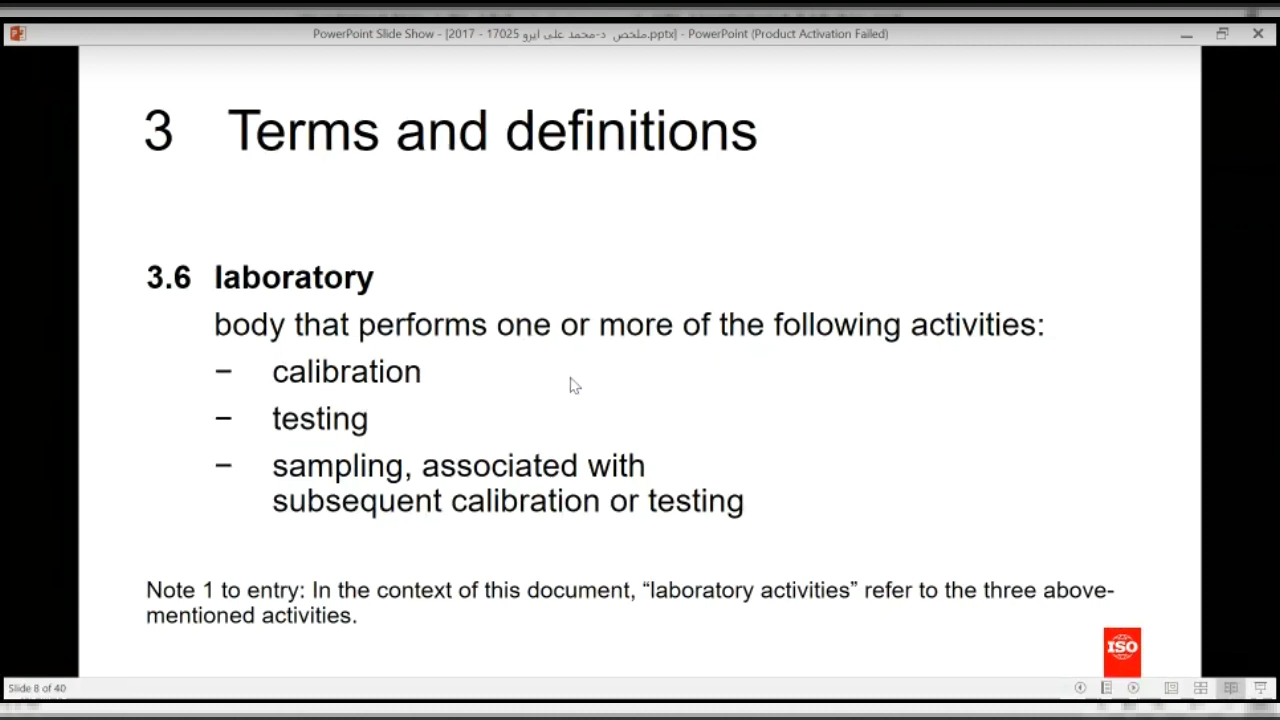 PowerPoint Slide Show - [2017 - 17025 ملخص د-محمد على ايرو.pptx] - PowerPoint (Product Activation Failed)
3 Terms and definitions
3.6 laboratory
body that performs one or more of the following activities:
− calibration
− testing
− sampling, associated with
subsequent calibration or testing
Note 1 to entry: In the context of this document, “laboratory activities” refer to the three above-
mentioned activities.
ISO
Slide 8 of 40